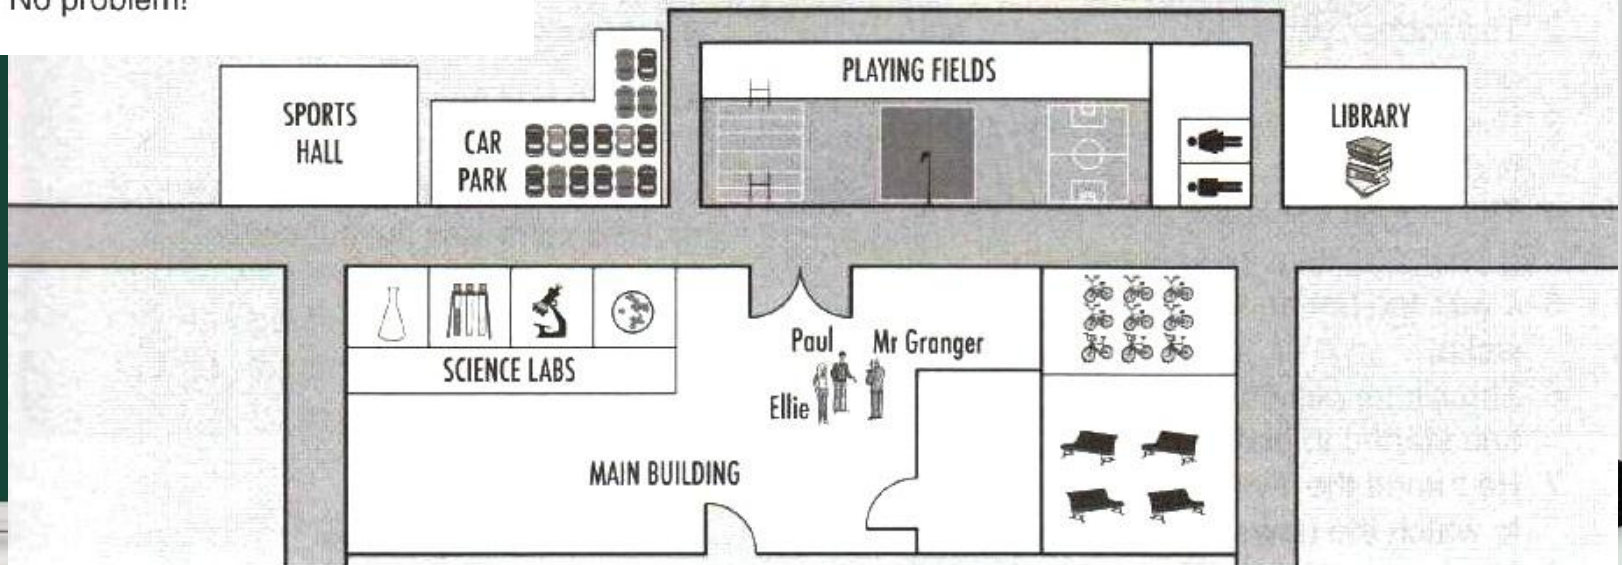 No problem!
PLAYING FIELDS
SPORTS
HALL
CAR
PARK
LIBRARY
SCIENCE LABS
Paul
Mr Granger
Ellie
MAIN BUILDING